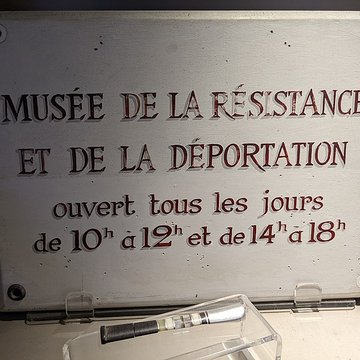 MUSÉE DE LA RÉSISTANCE
ET DE LA DÉPORTATION
ouvert tous les jours
de 10h à 12h et de 14h à 18h